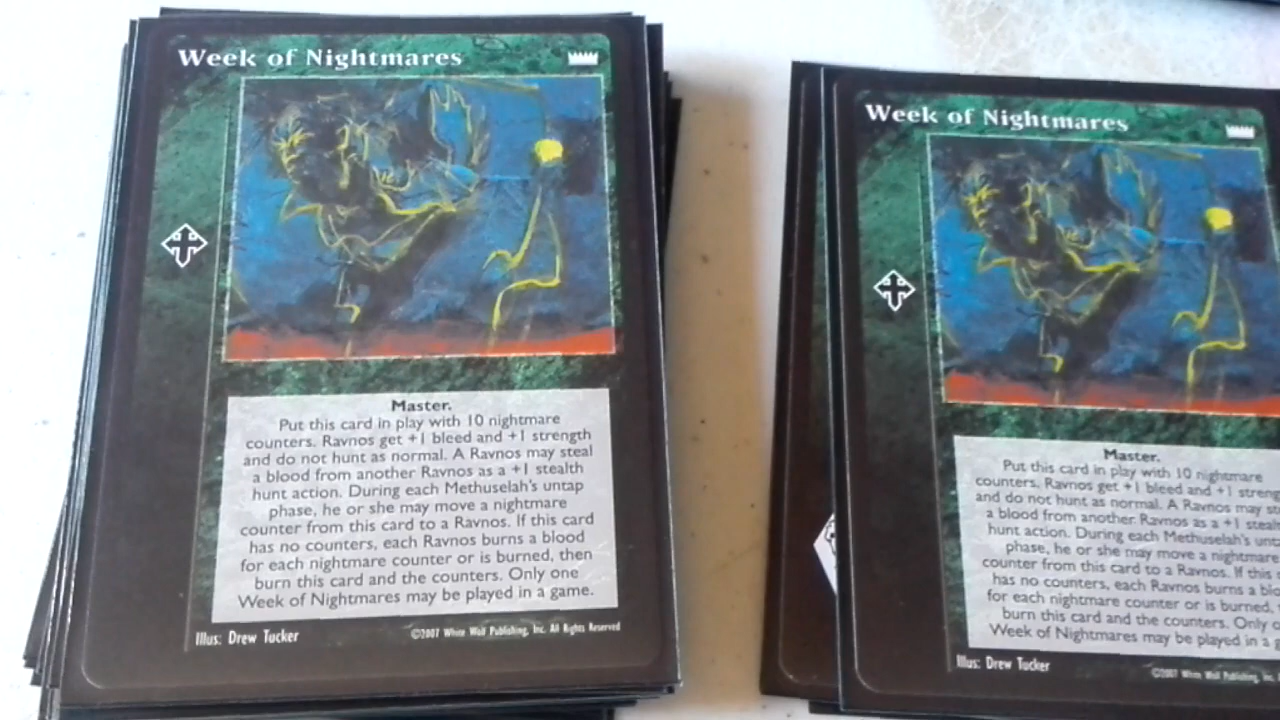 Week of Nightmares
Master.
Put this card in play with 10 nightmare
counters. Ravnos get +1 bleed and +1 strength
and do not hunt as normal. A Ravnos may steal
a blood from another Ravnos as a +1 stealth
hunt action. During each Methuselah's untap
phase, he or she may move a nightmare
counter from this card to a Ravnos. If this card
has no counters, each Ravnos burns a blood
for each nightmare counter or is burned, then
burn this card and the counters. Only one
Week of Nightmares may be played in a game.
Illus: Drew Tucker
©2007 White Wolf Publishing, Inc. All Rights Reserved
Week of Nightmares
Master.
Put this card in play with 10 nightmare
counters. Ravnos get +1 bleed and +1
and do not hunt as normal. A Ravnos may
a blood from another Ravnos as a +1
hunt action. During each Methuselah's
phase, he or she may move a nightmare
counter from this card to a Ravnos. If this
has no counters, each Ravnos burns a
for each nightmare counter or is burned,
burn this card and the counters. Only
Week of Nightmares may be played in a
Illus: Drew Tucker
©2007 White Wolf Publishing, Inc.